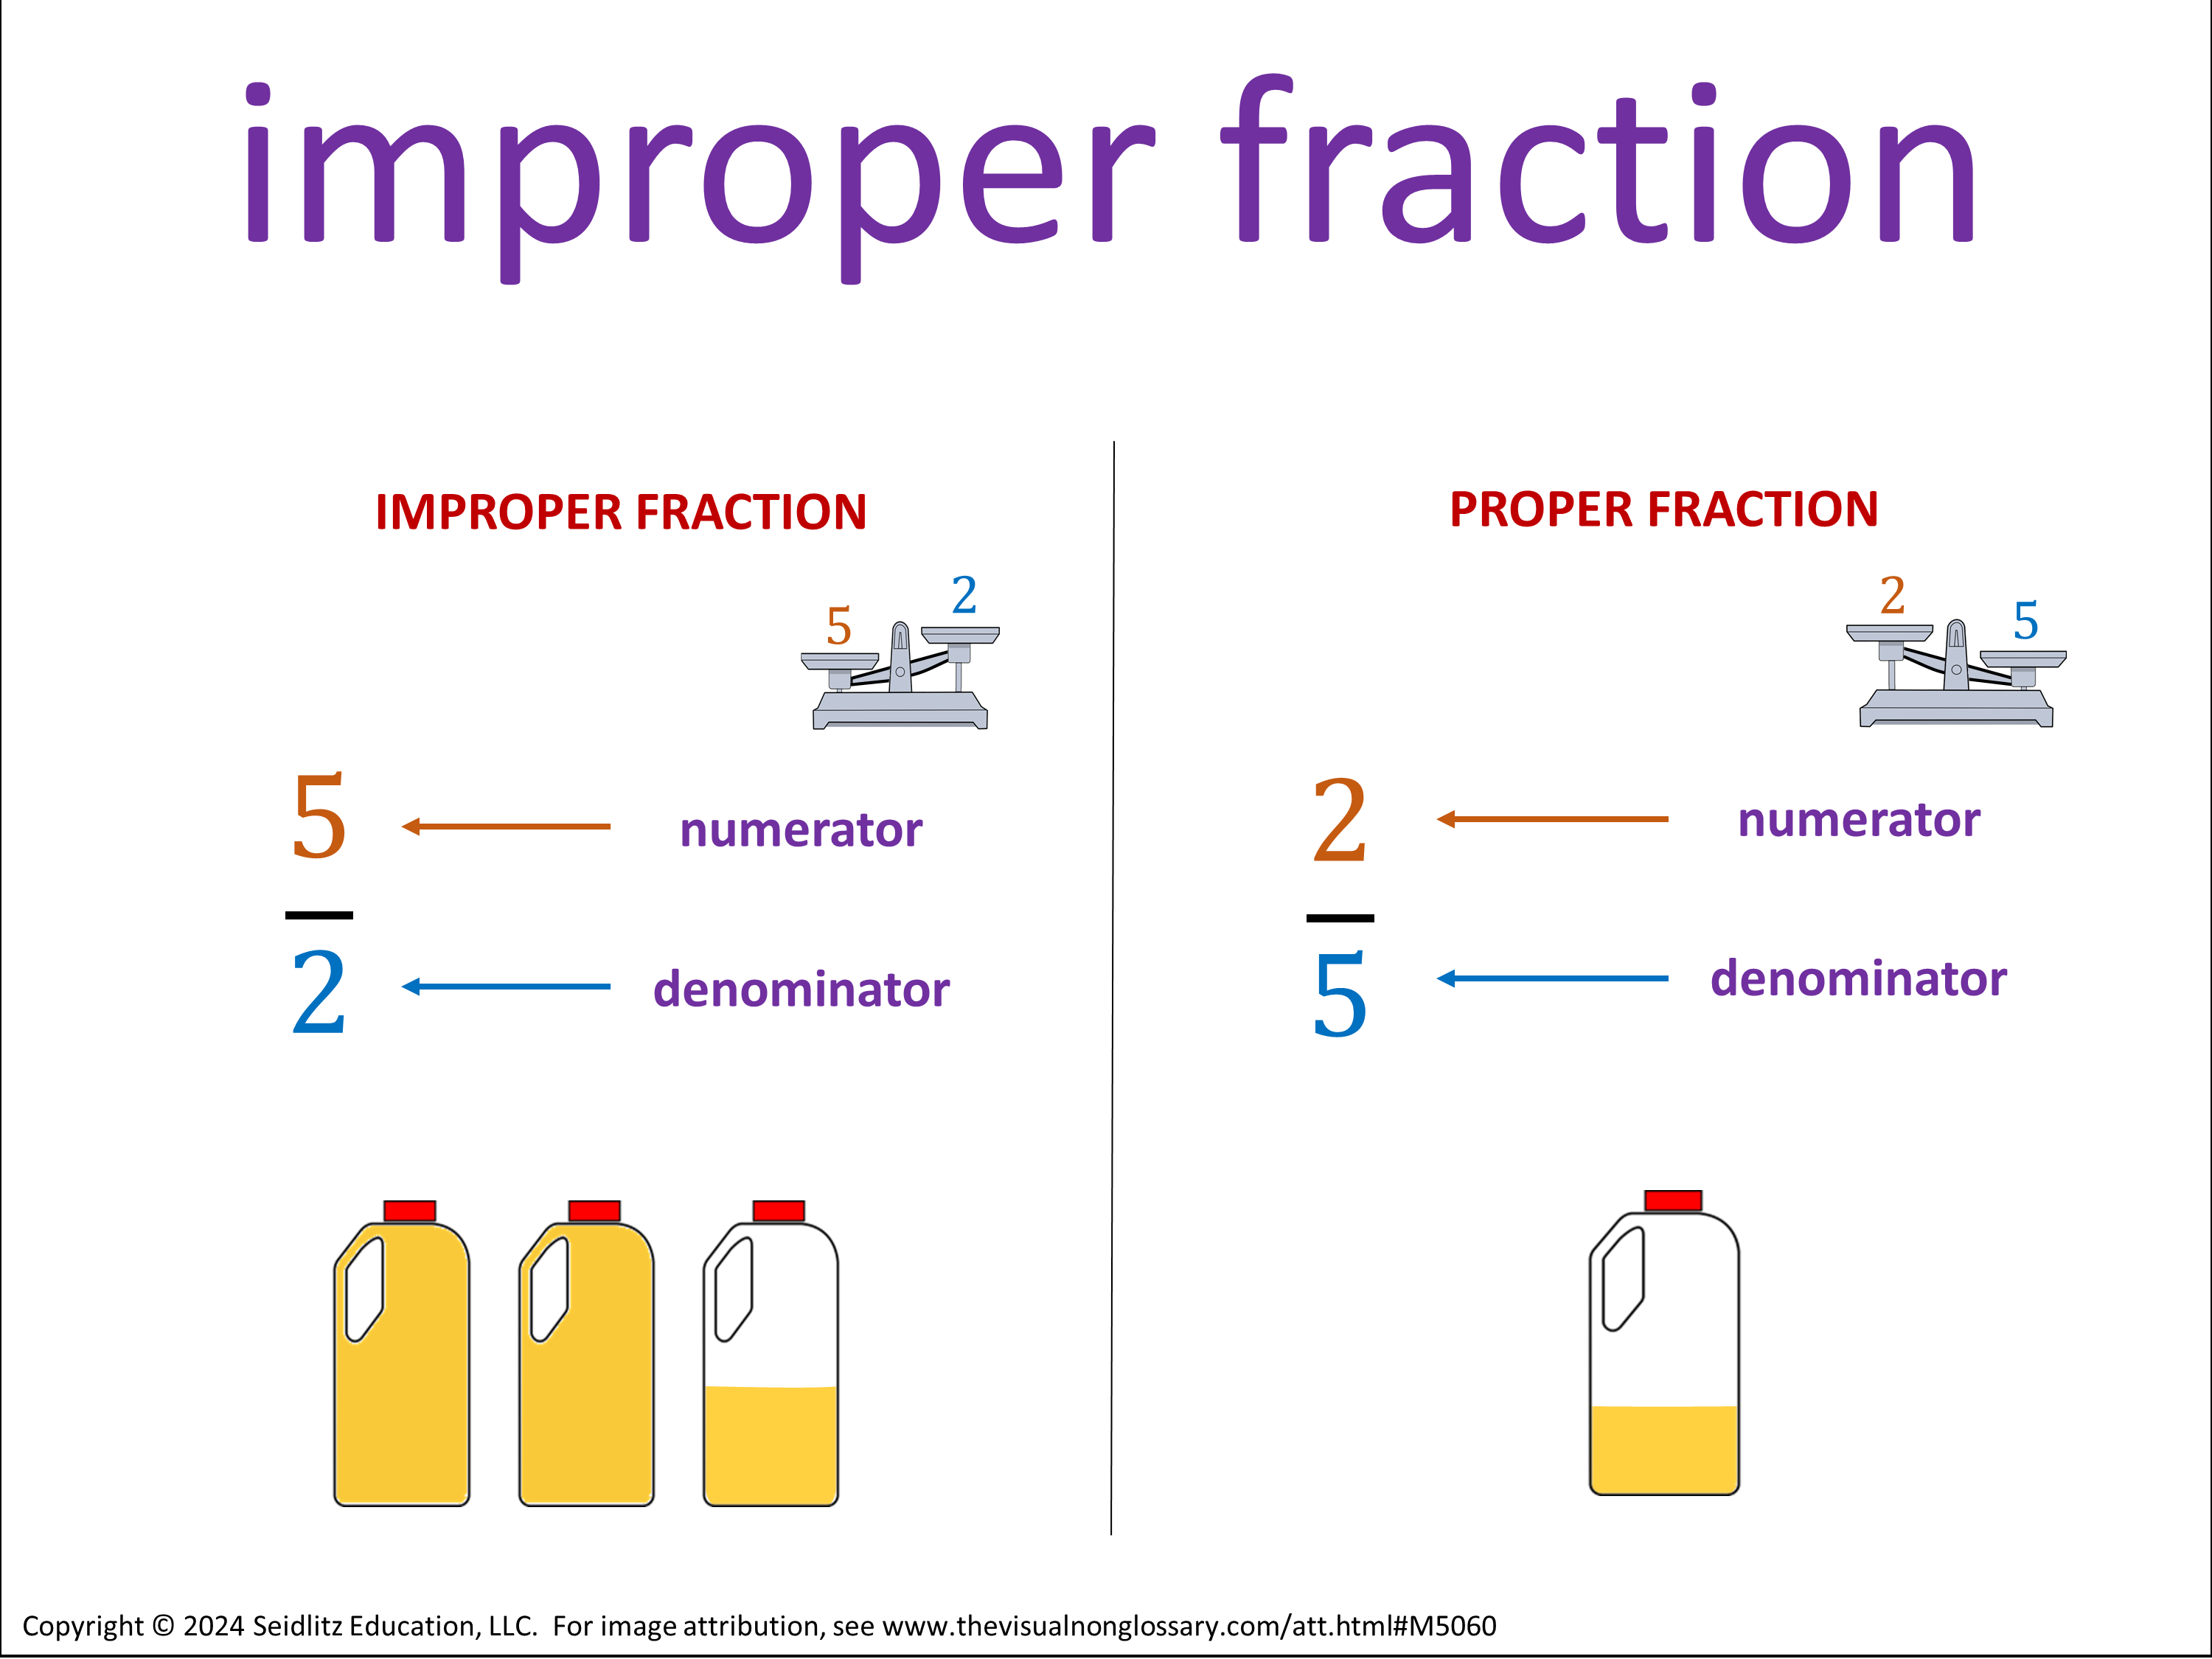 improper fraction
IMPROPER FRACTION
5
2
5
numerator
2
denominator
PROPER FRACTION
2
5
2
numerator
5
denominator
Copyright © 2024 Seidlitz Education, LLC.  For image attribution, see www.thevisualnonglossary.com/att.html#M5060